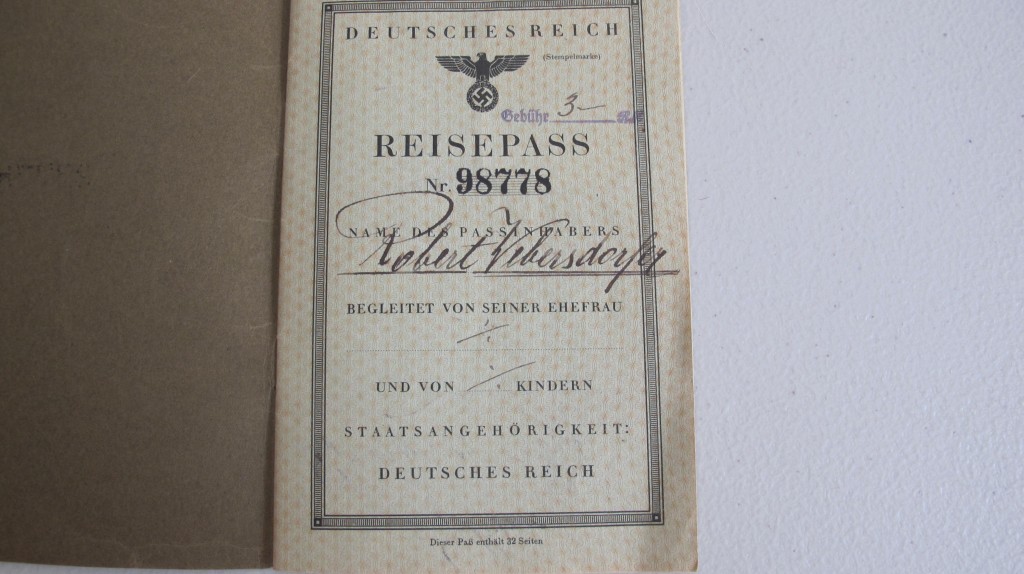 DEUTSCHES REICH
(Stempelmarke)
Gebühr 3.—
REISEPASS
Nr. 98778
NAME DES PASSINHABERS
Robert Webersdorfer
BEGLEITET VON SEINER EHEFRAU
UND VON KINDERN
STAATSANGEHÖRIGKEIT:
DEUTSCHES REICH
Dieser Paß enthält 32 Seiten